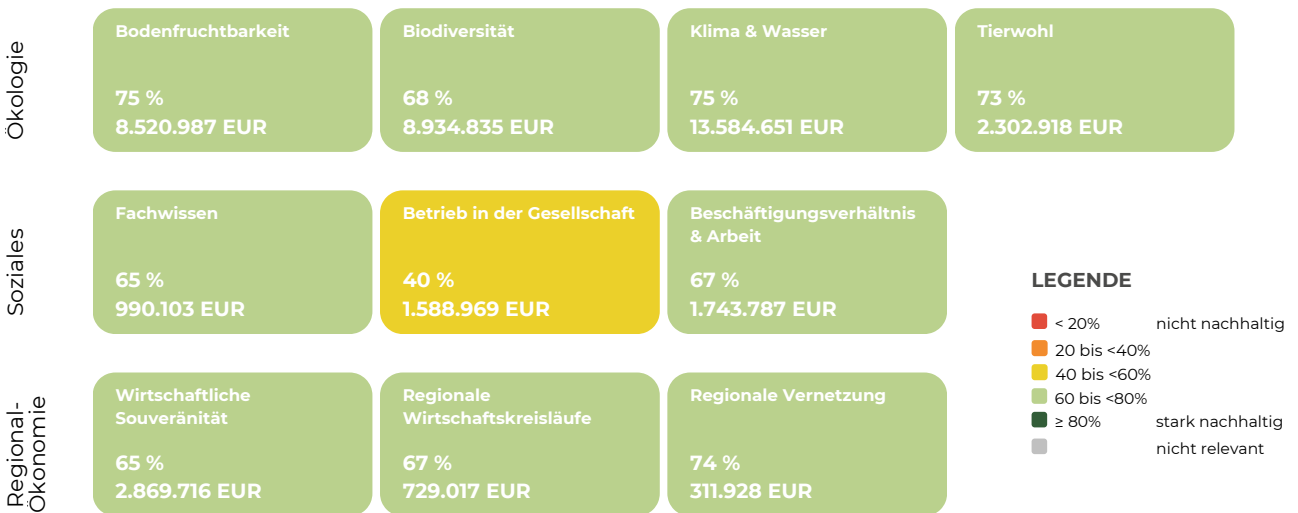 Ökologie
Bodenfruchtbarkeit
75 %
8.520.987 EUR
Biodiversität
68 %
8.934.835 EUR
Klima & Wasser
75 %
13.584.651 EUR
Tierwohl
73 %
2.302.918 EUR
Soziales
Fachwissen
65 %
990.103 EUR
Betrieb in der Gesellschaft
40 %
1.588.969 EUR
Beschäftigungsverhältnis
& Arbeit
67 %
1.743.787 EUR
Regional-
Ökonomie
Wirtschaftliche
Souveränität
65 %
2.869.716 EUR
Regionale
Wirtschaftskreisläufe
67 %
729.017 EUR
Regionale Vernetzung
74 %
311.928 EUR
LEGENDE
< 20% nicht nachhaltig
20 bis <40%
40 bis <60%
60 bis <80%
≥ 80% stark nachhaltig
nicht relevant